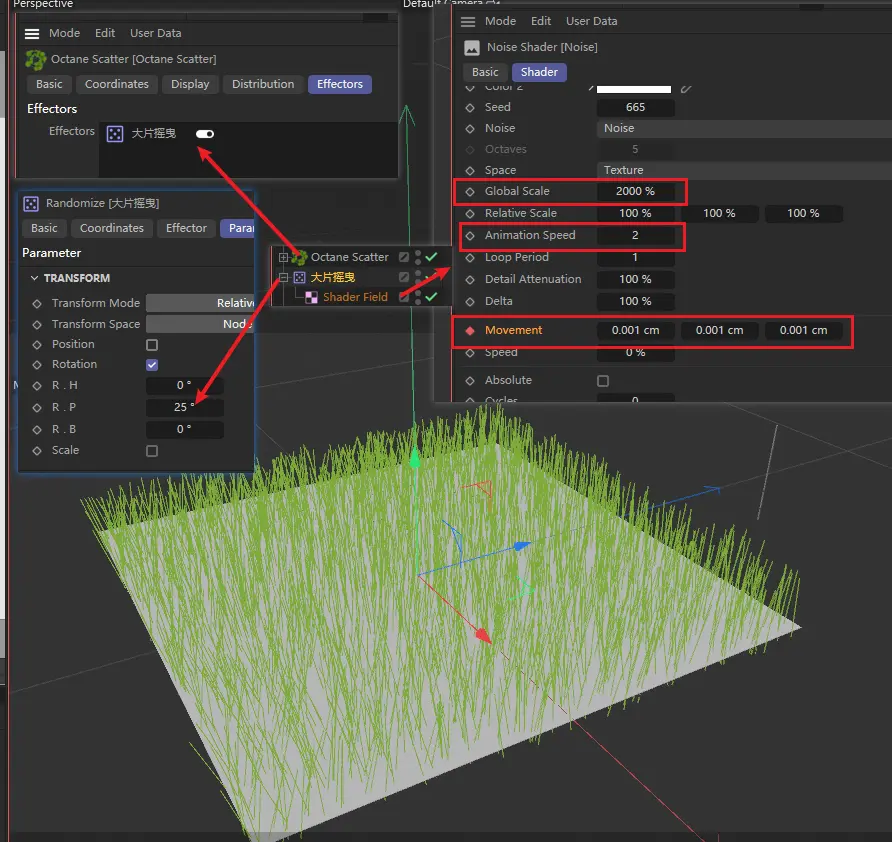 Perspective
Default Camera
Mode Edit User Data
Octane Scatter [Octane Scatter]
Basic Coordinates Display Distribution Effectors
Effectors
Effectors 大片摇曳
Randomize [大片摇曳]
Basic Coordinates Effector Parar
Parameter
TRANSFORM
Transform Mode Relativ
Transform Space Node
Position
Rotation
R . H 0 °
R . P 25 °
R . B 0 °
Scale
Octane Scatter
大片摇曳
Shader Field
Mode Edit User Data
Noise Shader [Noise]
Basic Shader
Color 2
Seed 665
Noise Noise
Octaves 5
Space Texture
Global Scale 2000 %
Relative Scale 100 % 100 % 100 %
Animation Speed 2
Loop Period 1
Detail Attenuation 100 %
Delta 100 %
Movement 0.001 cm 0.001 cm 0.001 cm
Speed 0 %
Absolute
Cycles 0